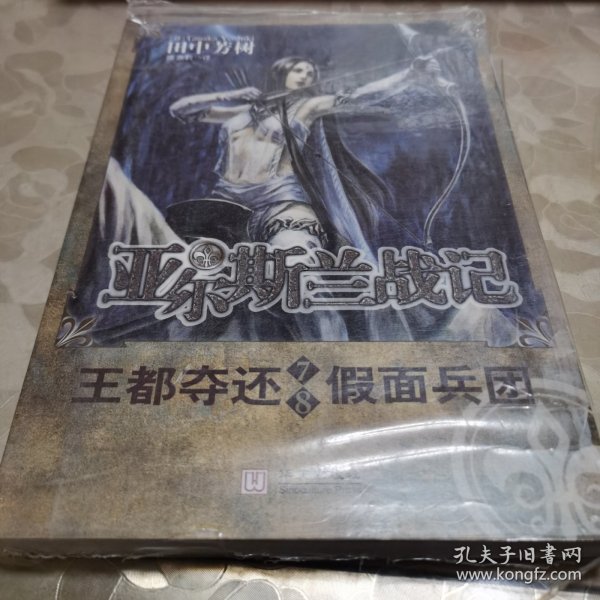 田中芳树
亚尔斯兰战记
王都夺还 7 8 假面兵团
孔夫子旧書网
www.kongfz.com